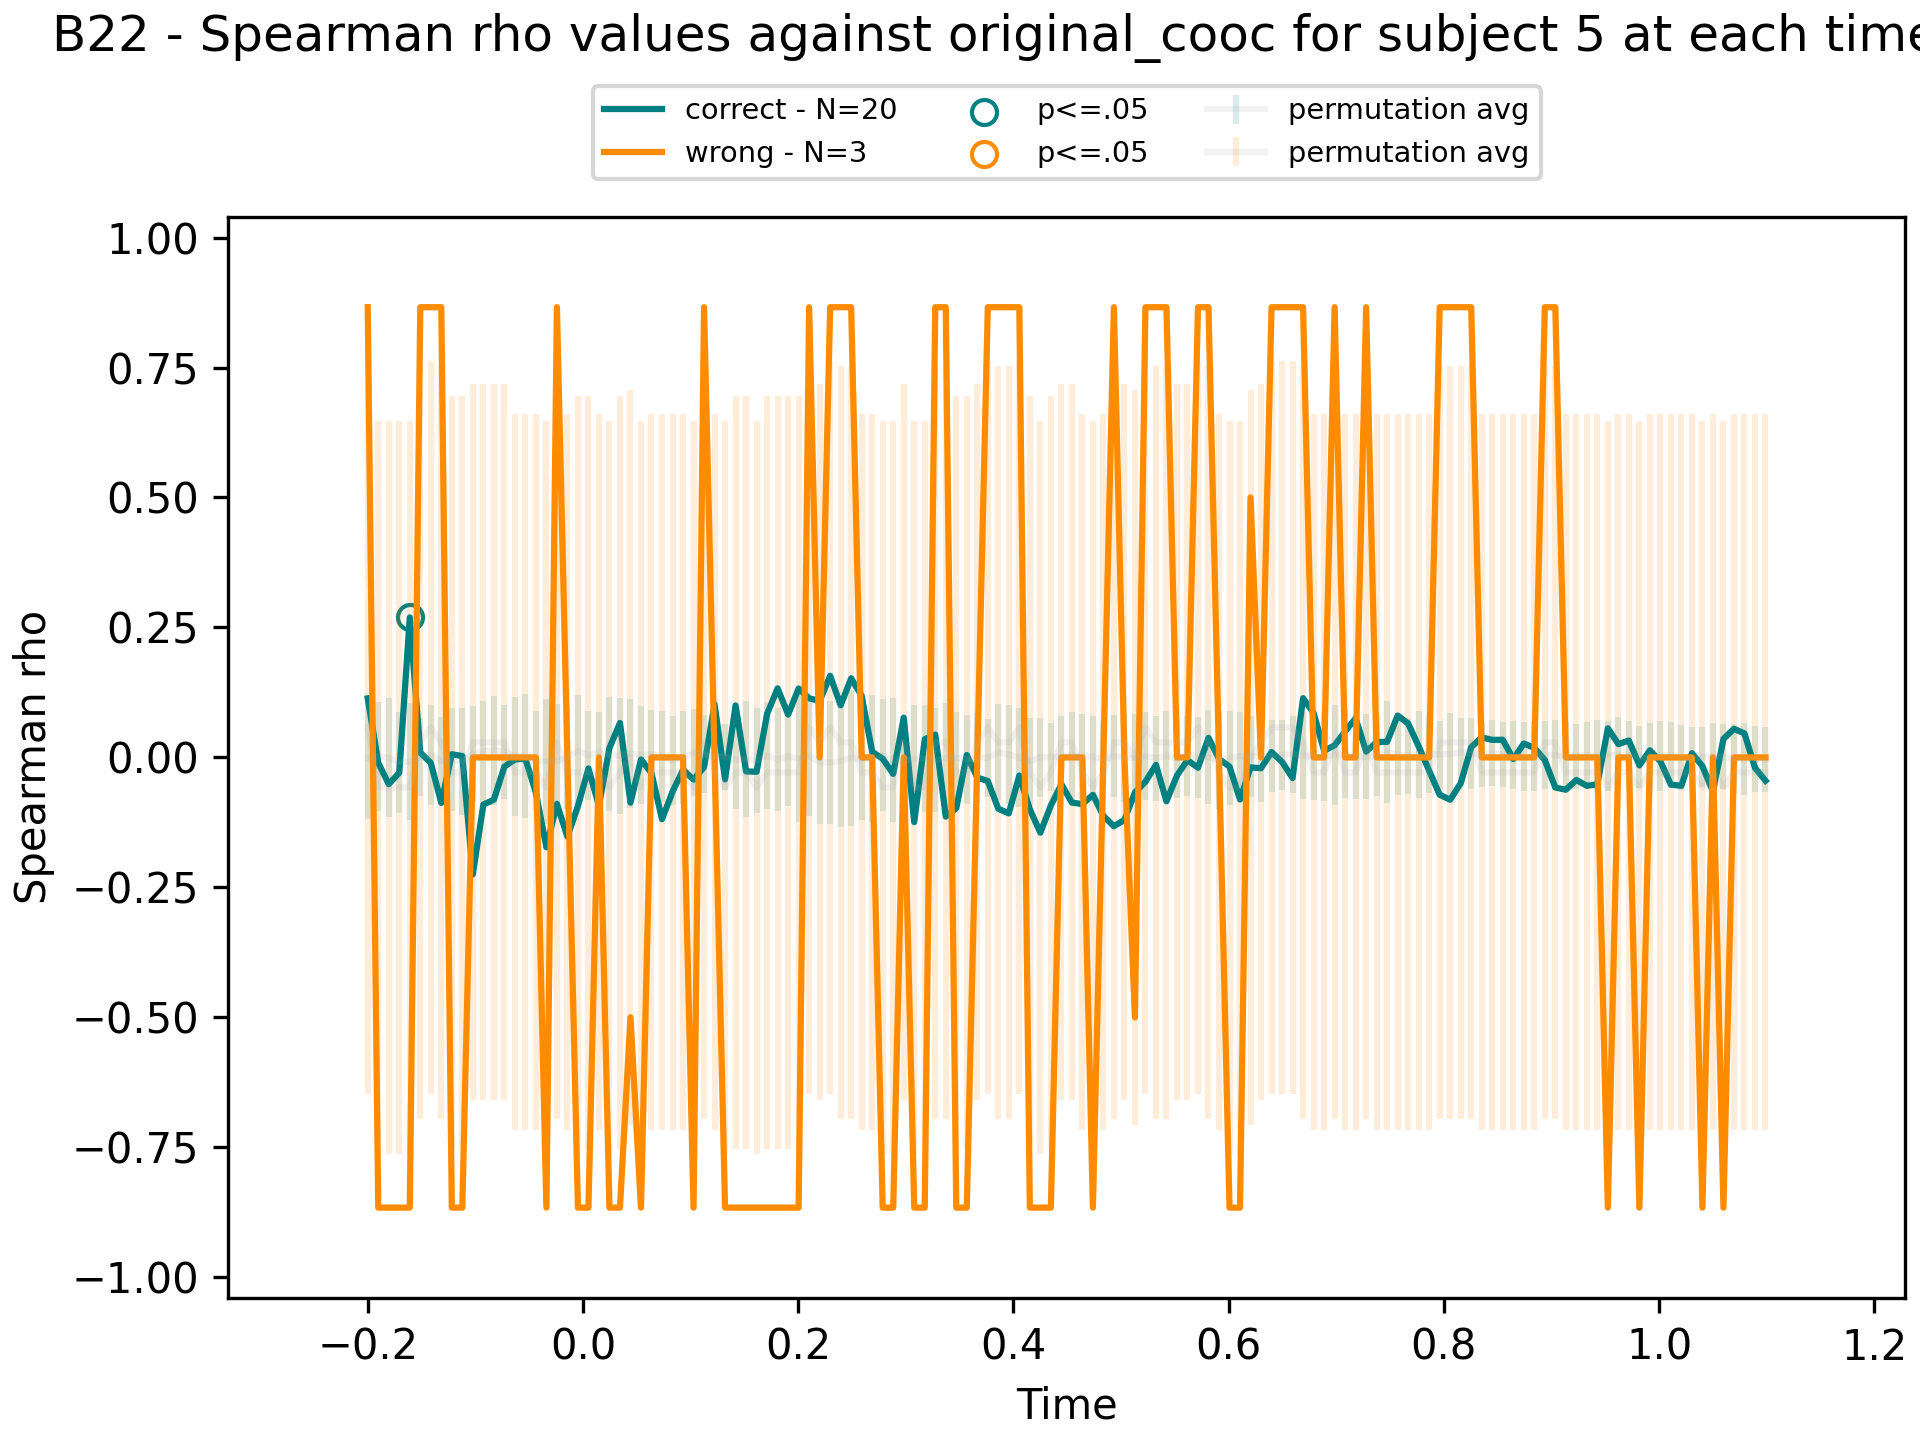 B22 - Spearman rho values against original_cooc for subject 5 at each time
correct - N=20 p<=.05 permutation avg
wrong - N=3 p<=.05 permutation avg
1.00
0.75
0.50
0.25
0.00
−0.25
−0.50
−0.75
−1.00
Spearman rho
−0.2 0.0 0.2 0.4 0.6 0.8 1.0 1.2
Time